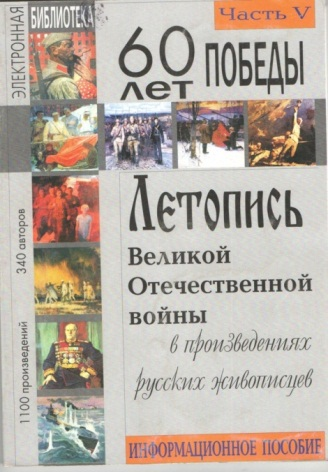 ЭЛЕКТРОННАЯ
БИБЛИОТЕКА
Часть V
60 ПОБЕДЫ
лет
340 авторов
1100 произведений
Летопись
Великой
Отечественной
войны
в произведениях
русских живописцев
ИНФОРМАЦИОННОЕ ПОСОБИЕ